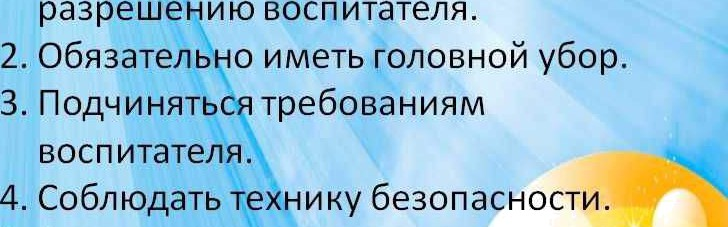 разрешению воспитателя.
2. Обязательно иметь головной убор.
3. Подчиняться требованиям
воспитателя.
4. Соблюдать технику безопасности.